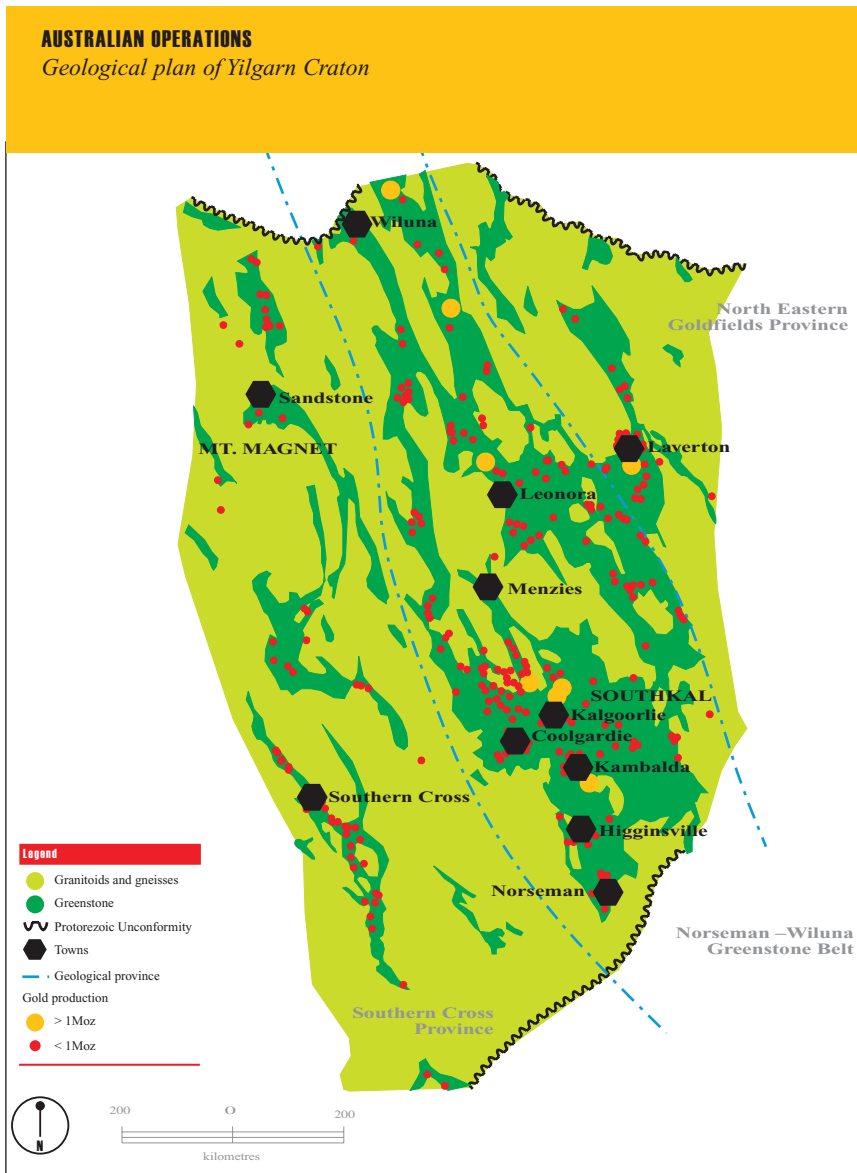 AUSTRALIAN OPERATIONS
Geological plan of Yilgarn Craton
Wiluna
North Eastern
Goldfields Province
Sandstone
MT. MAGNET
Laverton
Leonora
Menzies
SOUTHKAL
Kalgoorlie
Coolgardie
Kambalda
Southern Cross
Higginsville
Norseman
Norseman –Wiluna
Greenstone Belt
Southern Cross
Province
Legend
Granitoids and gneisses
Greenstone
Protorezoic Unconformity
Towns
Geological province
Gold production
> 1Moz
< 1Moz
N
200 O 200
kilometres